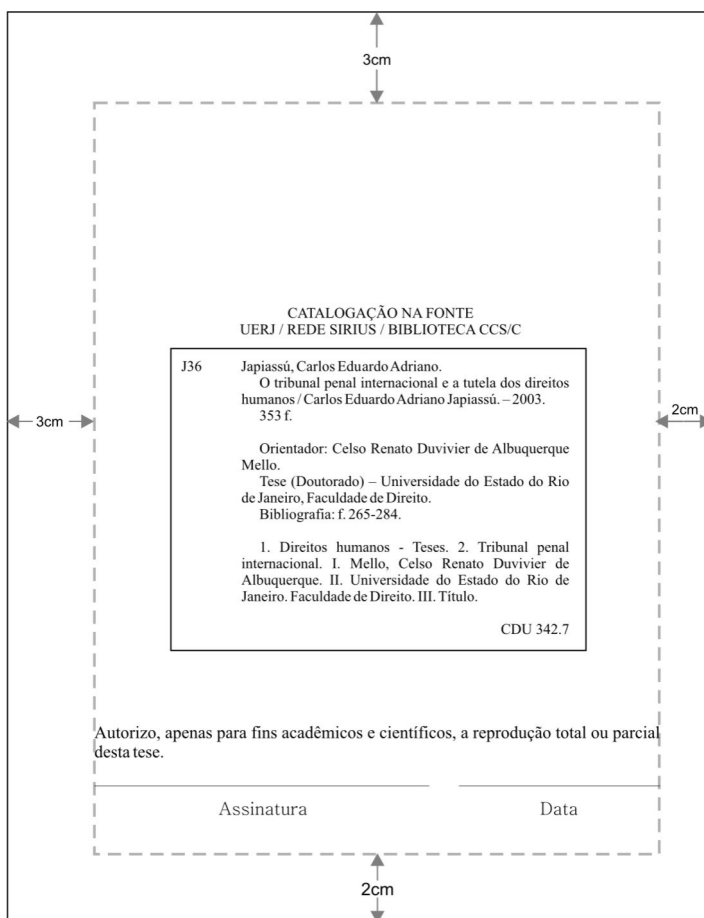 3cm
CATALOGAÇÃO NA FONTE
UERJ / REDE SIRIUS / BIBLIOTECA CCS/C
J36 Japiassú, Carlos Eduardo Adriano.
O tribunal penal internacional e a tutela dos direitos
humanos / Carlos Eduardo Adriano Japiassú. – 2003.
353 f.
3cm
2cm
Orientador: Celso Renato Duvivier de Albuquerque
Mello.
Tese (Doutorado) – Universidade do Estado do Rio
de Janeiro, Faculdade de Direito.
Bibliografia: f. 265-284.
1. Direitos humanos - Teses. 2. Tribunal penal
internacional. I. Mello, Celso Renato Duvivier de
Albuquerque. II. Universidade do Estado do Rio de
Janeiro. Faculdade de Direito. III. Título.
CDU 342.7
Autorizo, apenas para fins acadêmicos e científicos, a reprodução total ou parcial
desta tese.
Assinatura Data
2cm